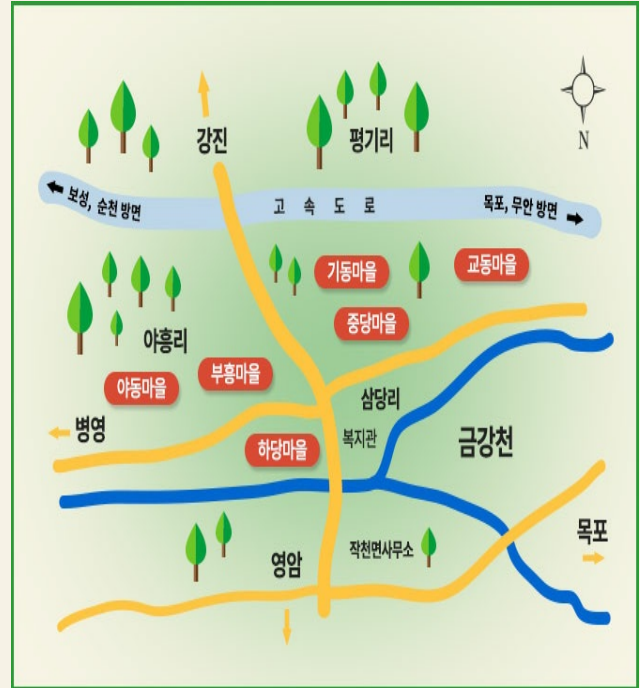 강진
평기리
N
보성, 순천 방면
고 속 도 로
목포, 무안 방면
기동마을
교동마을
중당마을
야흥리
부흥마을
야동마을
삼당리
병영
복지관
금강천
하당마을
목포
작천면사무소
영암